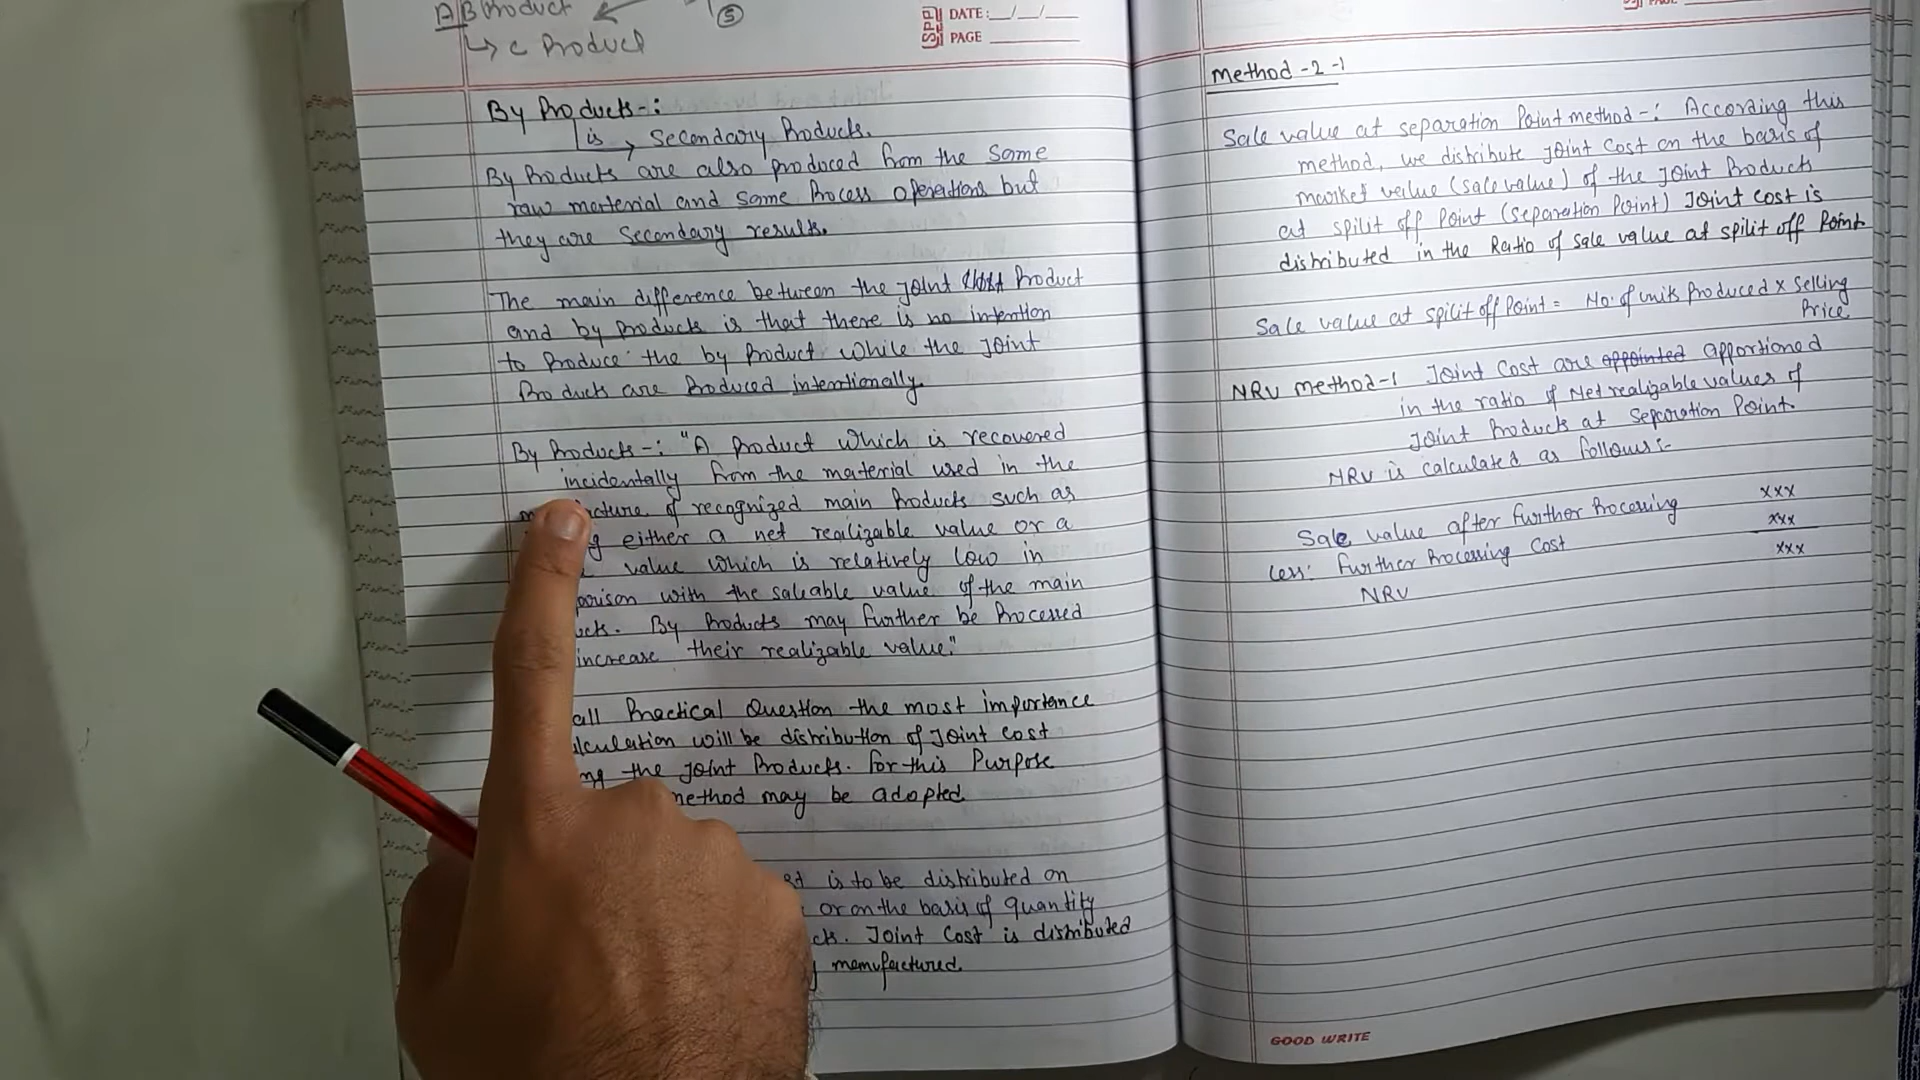 AB Product
5
↳ C Product
DATE:__/__/__
PAGE
By Products-:
is → Secondary Products.
By Products are also produced from the same
raw material and same Process operations but
they are Secondary results.
The main difference between the joint Product
and by products is that there is no intention
to produce the by product while the joint
Products are Produced intentionally.
By Products-: "A Product which is recovered
incidentally from the material used in the
of recognized main Products such as
either a net realizable value or a
value which is relatively low in
with the saleable value of the main
By Products may further be Processed
increase their realizable value."
all Practical Question the most importance
will be distribution of Joint Cost
the joint Products. For this Purpose
method may be adopted.
is to be distributed on
or on the basis of quantity
Joint Cost is distributed
manufactured.
Method-2-1
Sale value at separation Point method-: According this
method, we distribute joint Cost on the basis of
market value (sale value) of the Joint Products
at spilit off Point (Separation Point) Joint cost is
distributed in the Ratio of sale value at spilit off Point
Sale value at spilit off Point = No. of units Produced x Selling
Price
NRV method-1 Joint Cost are appointed apportioned
in the ratio of Net realizable values of
Joint Products at Separation Point.
NRV is calculated as follows:-
Sale value after further Processing xxx
Less: Further Processing Cost xxx
NRV xxx
GOOD WRITE